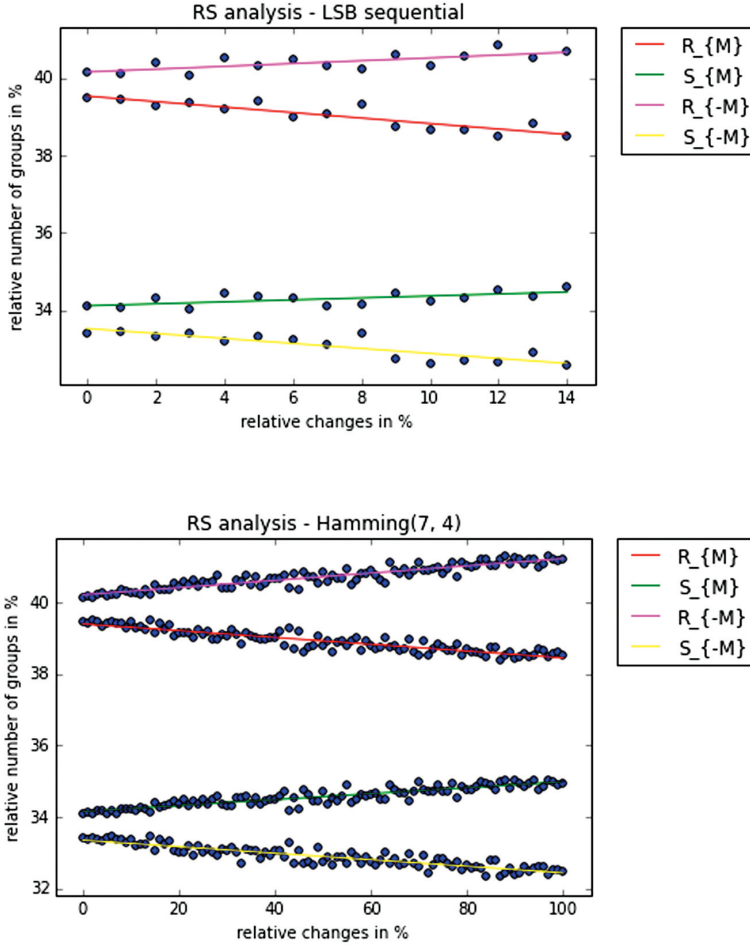 RS analysis - LSB sequential
relative number of groups in %
40
38
36
34
0 2 4 6 8 10 12 14
relative changes in %
R_{M}
S_{M}
R_{-M}
S_{-M}
RS analysis - Hamming(7, 4)
relative number of groups in %
40
38
36
34
32
0 20 40 60 80 100
relative changes in %
R_{M}
S_{M}
R_{-M}
S_{-M}